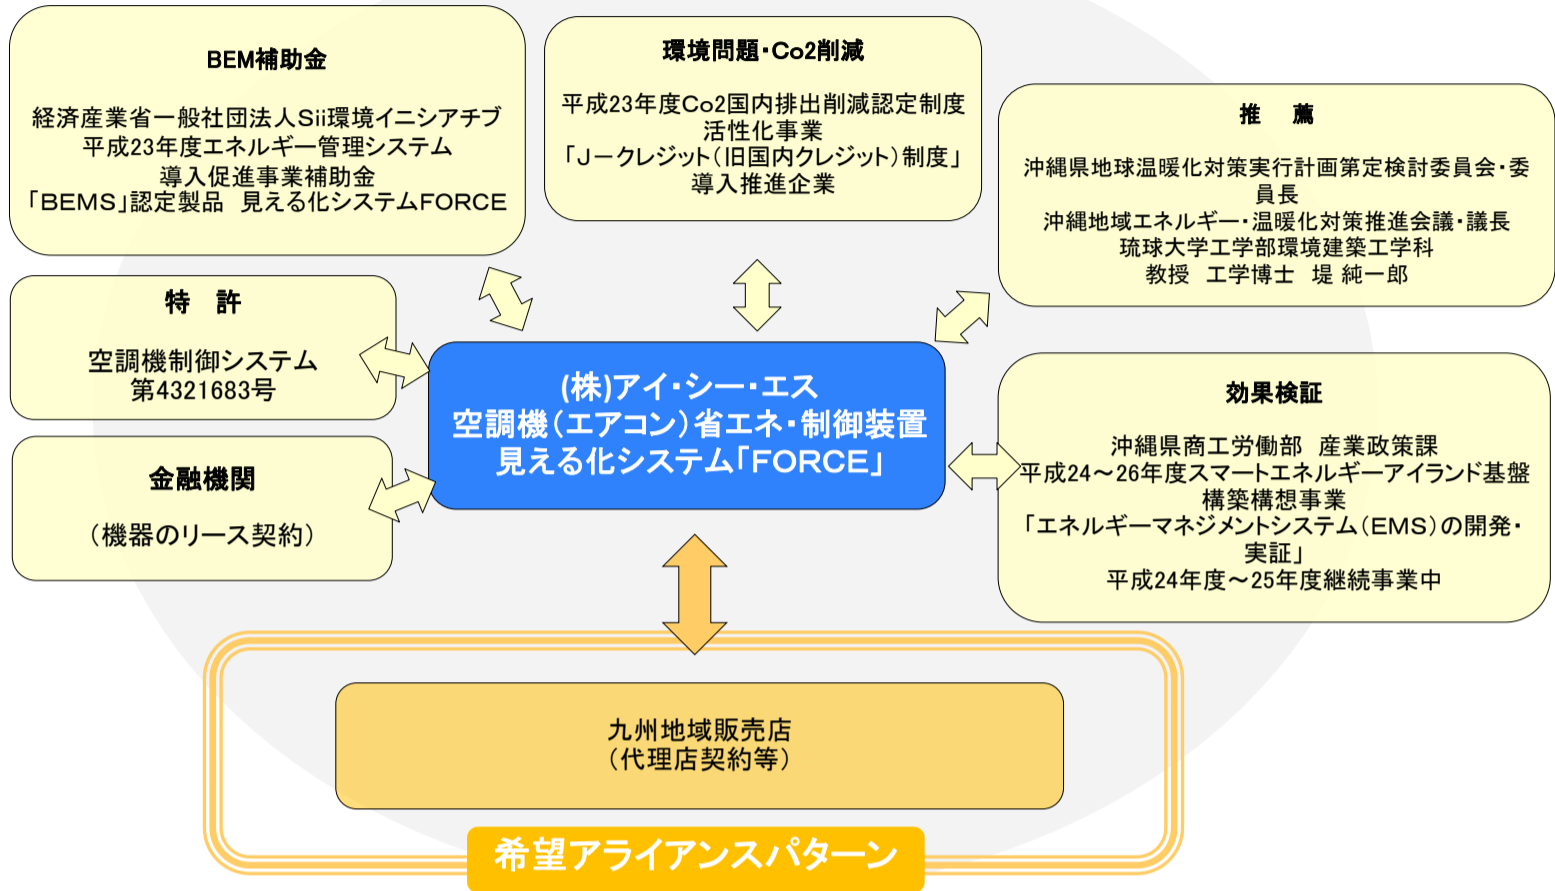 BEM補助金
経済産業省一般社団法人Sii環境イニシアチブ
平成23年度エネルギー管理システム
導入促進事業補助金
「BEMS」認定製品 見える化システムFORCE
環境問題・Co2削減
平成23年度Co2国内排出削減認定制度
活性化事業
「J－クレジット（旧国内クレジット）制度」
導入推進企業
推　薦
沖縄県地球温暖化対策実行計画第定検討委員会・委
員長
沖縄地域エネルギー・温暖化対策推進会議・議長
琉球大学工学部環境建築工学科
教授　工学博士　堤 純一郎
特　許
空調機制御システム
第4321683号
(株)アイ・シー・エス
空調機（エアコン）省エネ・制御装置
見える化システム「FORCE」
効果検証
沖縄県商工労働部　産業政策課
平成24～26年度スマートエネルギーアイランド基盤
構築構想事業
「エネルギーマネジメントシステム（EMS）の開発・
実証」
平成24年度～25年度継続事業中
金融機関
（機器のリース契約）
九州地域販売店
（代理店契約等）
希望アライアンスパターン